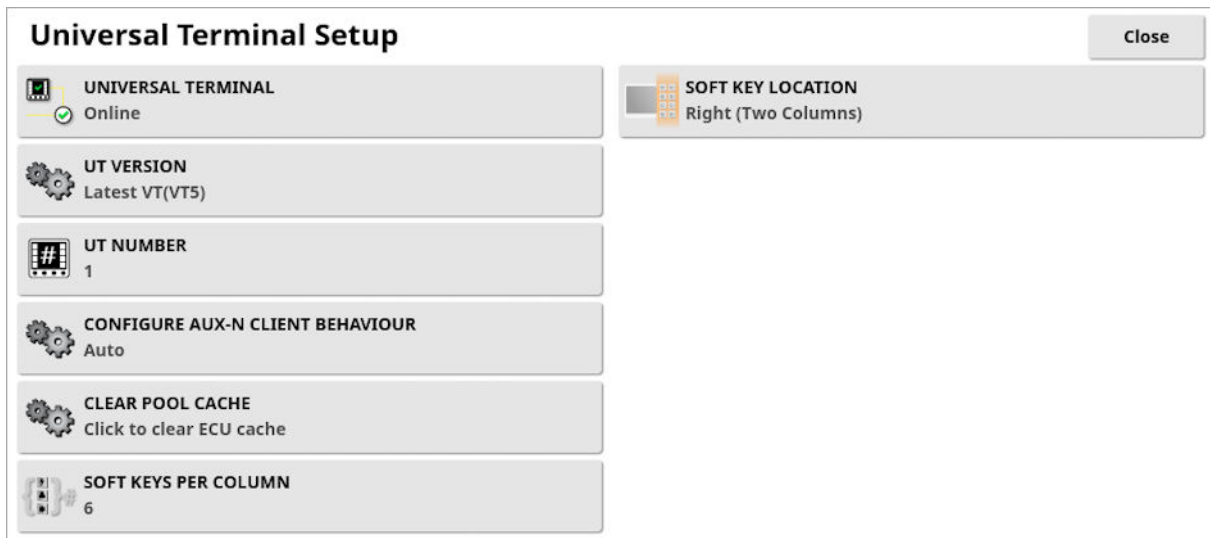 Universal Terminal Setup
Close
UNIVERSAL TERMINAL
Online
UT VERSION
Latest VT(VT5)
UT NUMBER
1
CONFIGURE AUX-N CLIENT BEHAVIOUR
Auto
CLEAR POOL CACHE
Click to clear ECU cache
SOFT KEYS PER COLUMN
6
SOFT KEY LOCATION
Right (Two Columns)